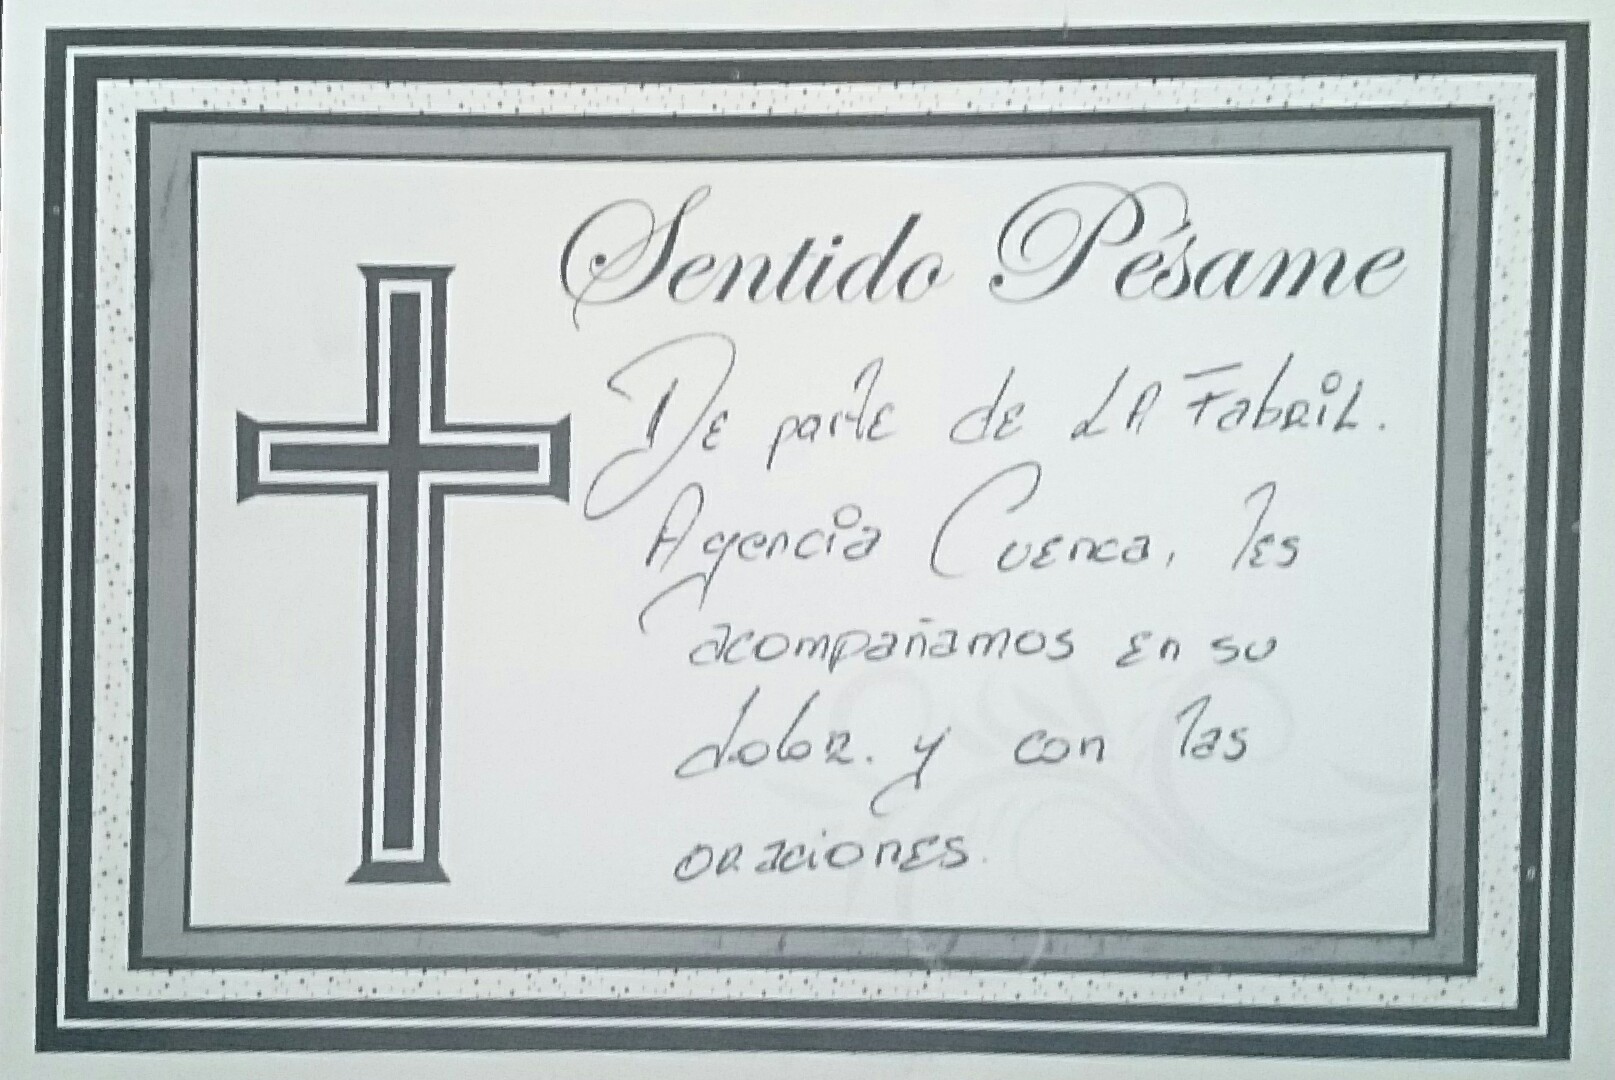 Sentido Pésame
De parte de LA Fabril.
Agencia Cuenca, les
acompañamos en su
dolor. y con las
oraciones.